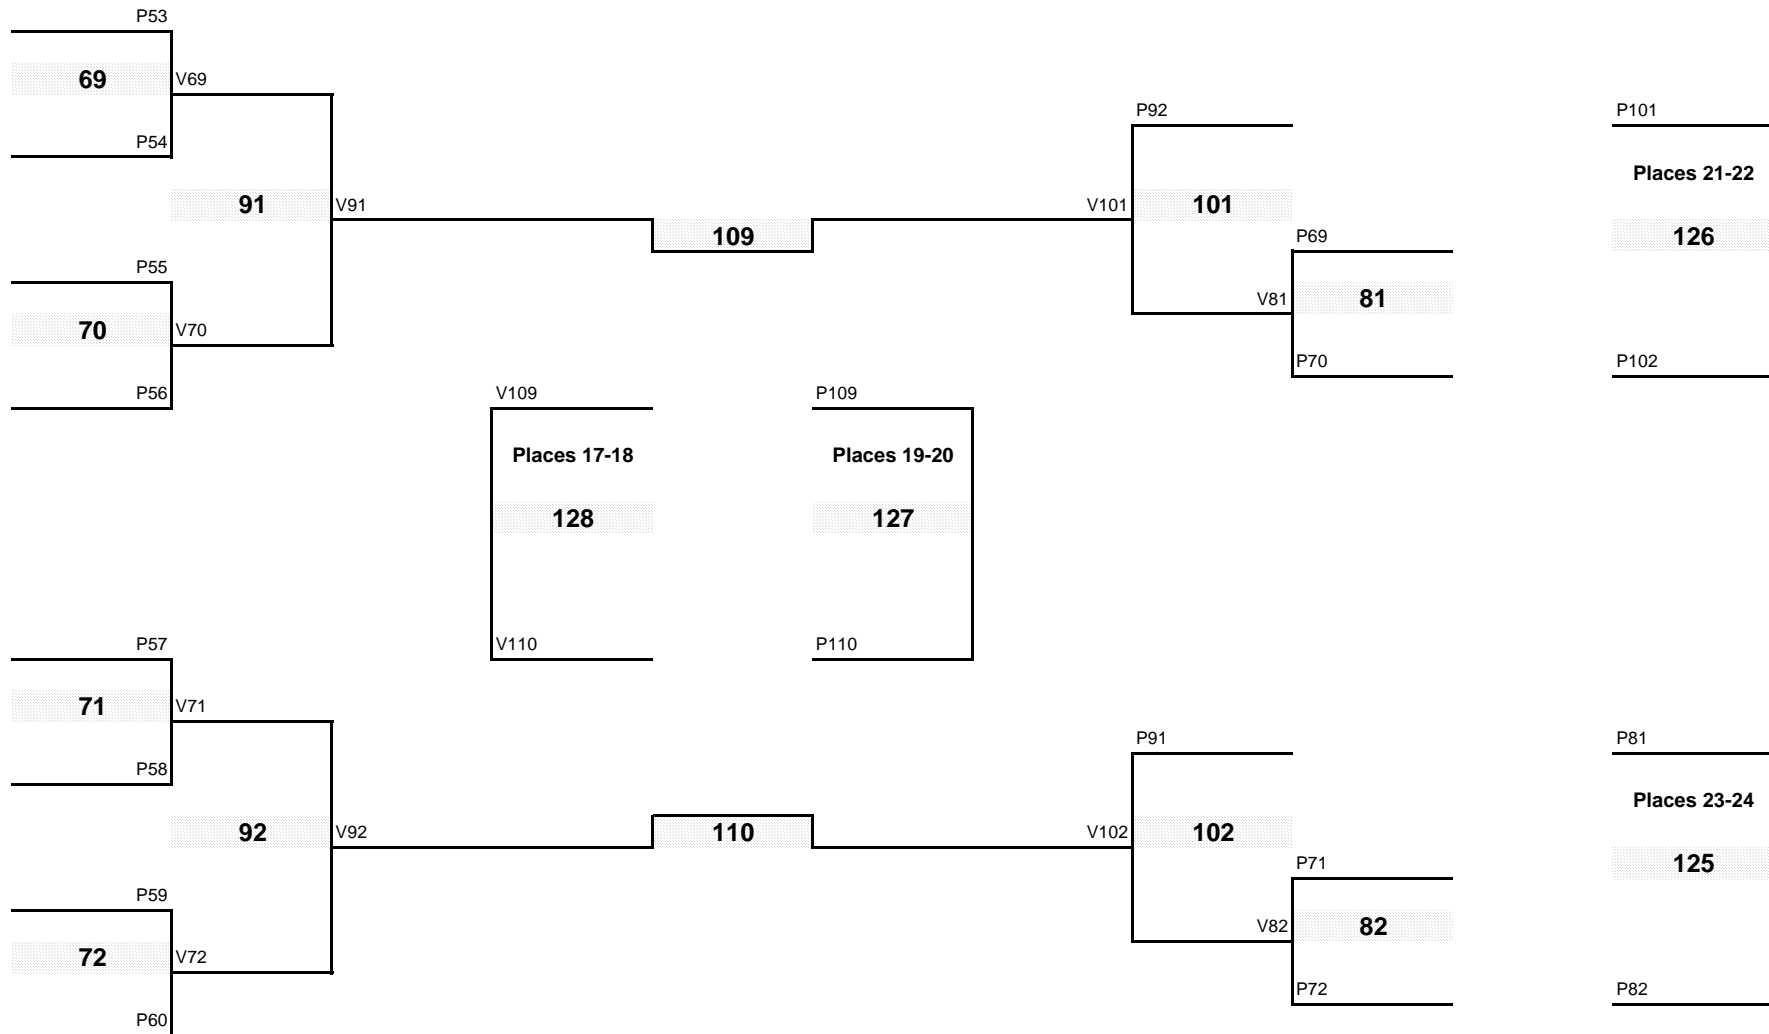 P53
69
V69
P92
P101
P54
Places 21-22
91
V91
V101
101
109
P69
126
P55
V81
81
70
V70
P70
P102
P56
V109
P109
Places 17-18
Places 19-20
128
127
P57
V110
P110
71
V71
P91
P81
P58
Places 23-24
92
V92
110
V102
102
P71
125
P59
V82
82
72
V72
P72
P82
P60